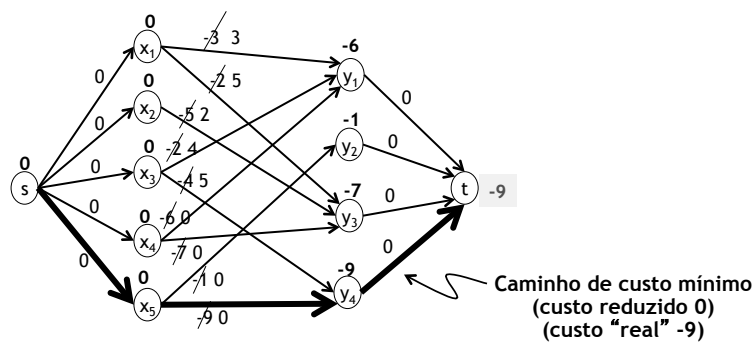 0
x1
-3 3
-6
0
0
-2 5
y1
0
x2
-5 2
-1
0
0
-2 4
y2
0
0
s
0
x3
-4 5
-7
t
-9
0
0
-6 0
y3
0
x4
-7 0
0
0
-1 0
-9
x5
-9 0
y4
Caminho de custo mínimo
(custo reduzido 0)
(custo “real” -9)